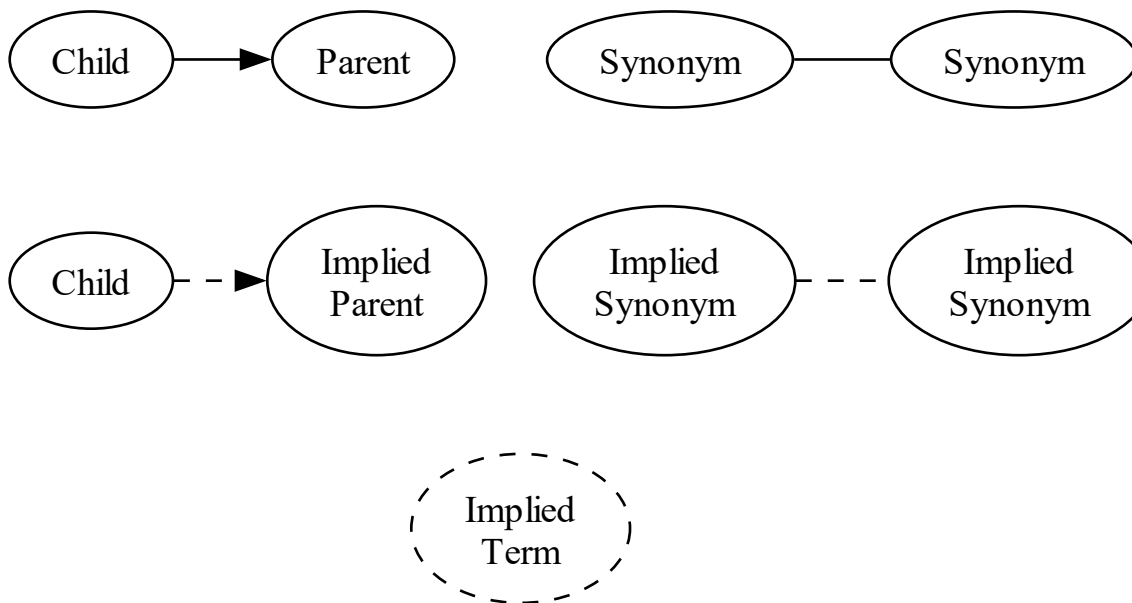 Child
Parent
Synonym
Synonym
Child
Implied
Parent
Implied
Synonym
Implied
Synonym
Implied
Term